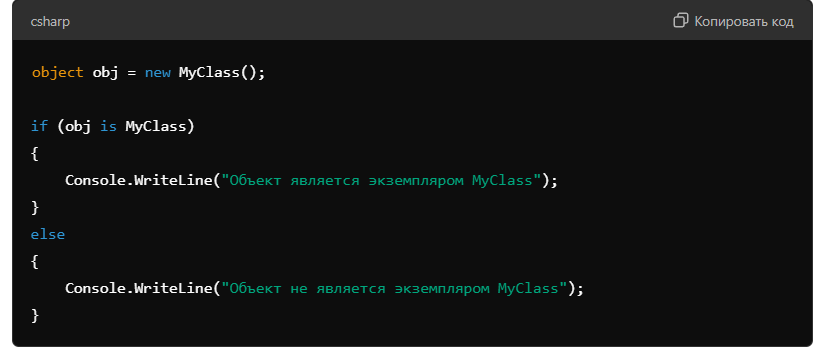 csharp
Копировать код
object obj = new MyClass();
if (obj is MyClass)
{
    Console.WriteLine("Объект является экземпляром MyClass");
}
else
{
    Console.WriteLine("Объект не является экземпляром MyClass");
}